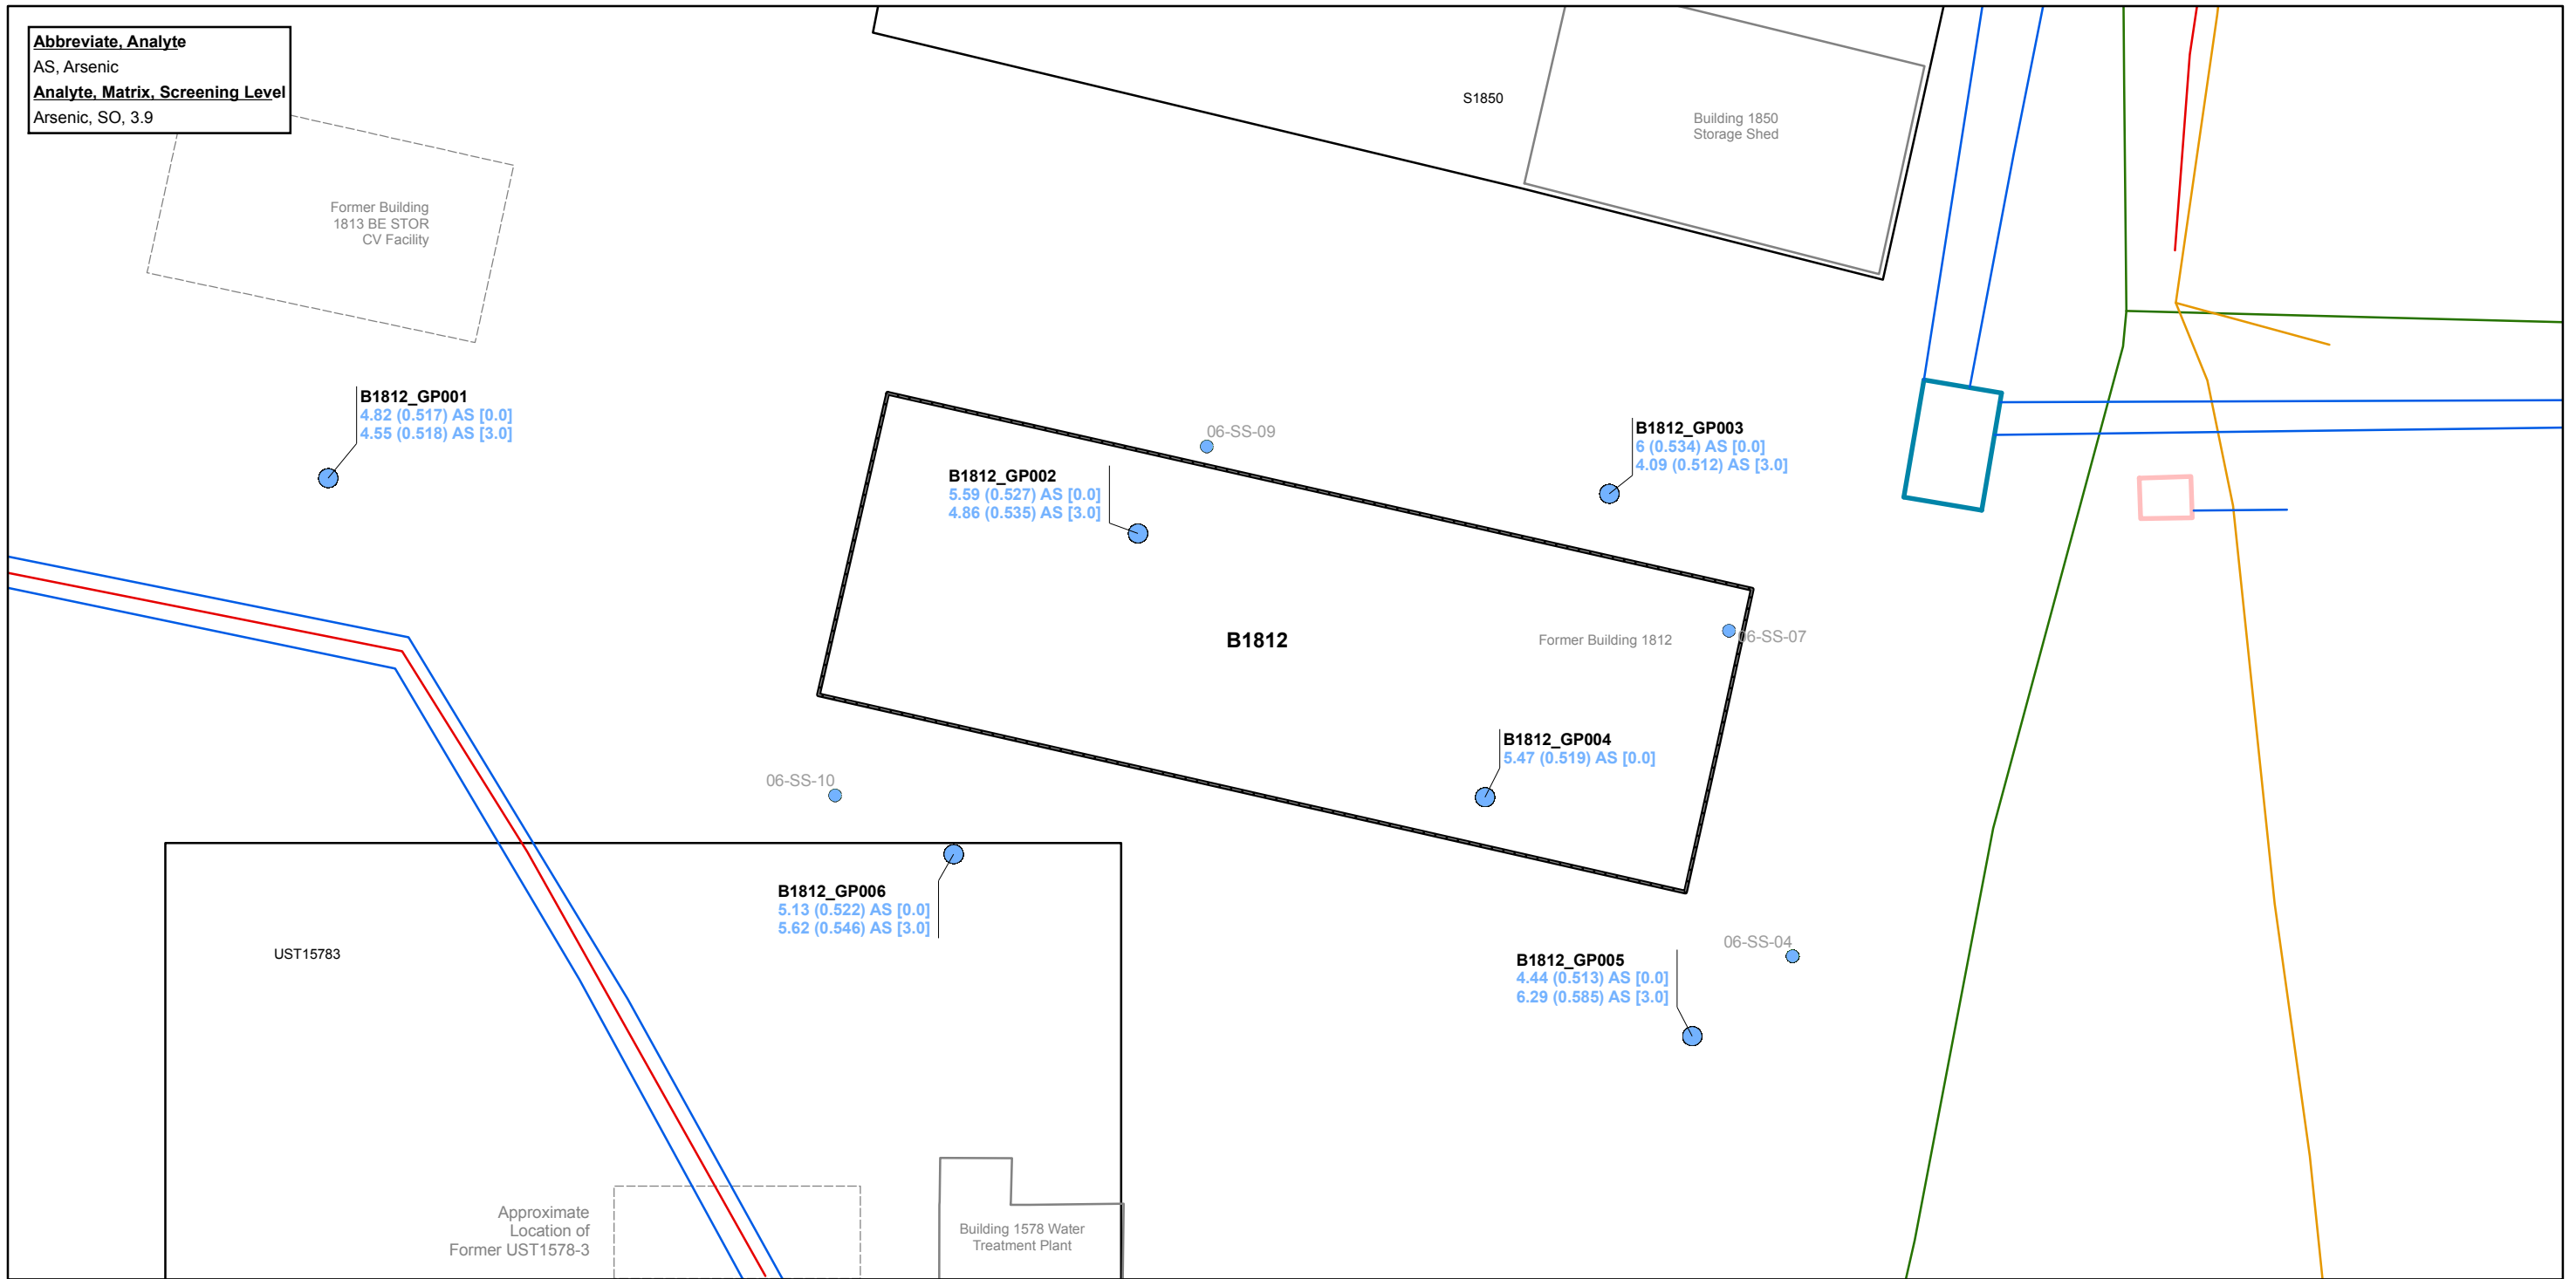 Abbreviate, Analyte
AS, Arsenic
Analyte, Matrix, Screening Level
Arsenic, SO, 3.9
S1850
Building 1850
Storage Shed
Former Building
1813 BE STOR
CV Facility
B1812_GP001
4.82 (0.517) AS [0.0]
4.55 (0.518) AS [3.0]
06-SS-09
B1812_GP002
5.59 (0.527) AS [0.0]
4.86 (0.535) AS [3.0]
B1812_GP003
6 (0.534) AS [0.0]
4.09 (0.512) AS [3.0]
B1812
Former Building 1812
06-SS-07
B1812_GP004
5.47 (0.519) AS [0.0]
06-SS-10
B1812_GP006
5.13 (0.522) AS [0.0]
5.62 (0.546) AS [3.0]
UST15783
06-SS-04
B1812_GP005
4.44 (0.513) AS [0.0]
6.29 (0.585) AS [3.0]
Approximate
Location of
Former UST1578-3
Building 1578 Water
Treatment Plant